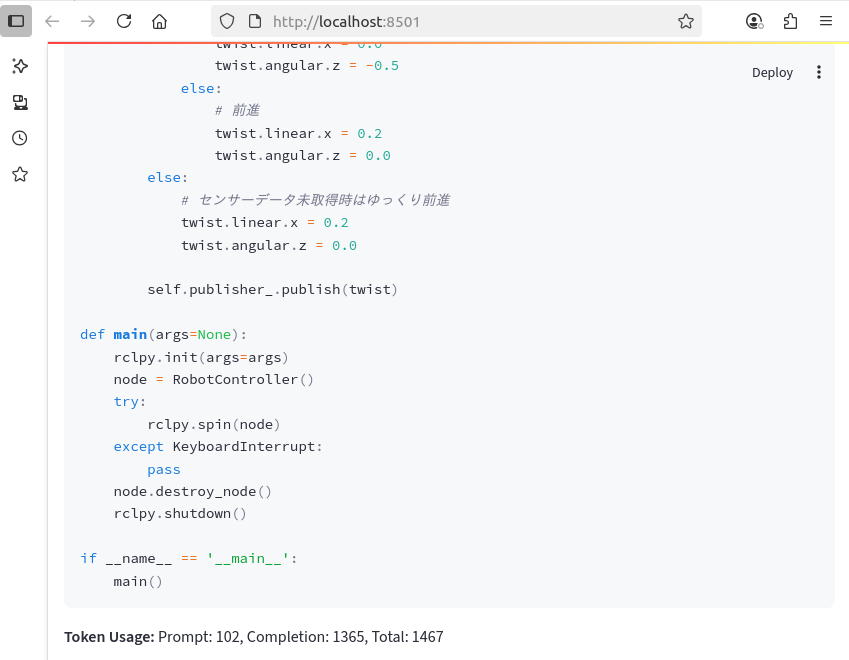 http://localhost:8501
Deploy
twist.linear.x = 0.0
twist.angular.z = -0.5
else:
# 前進
twist.linear.x = 0.2
twist.angular.z = 0.0
else:
# センサーデータ未取得時はゆっくり前進
twist.linear.x = 0.2
twist.angular.z = 0.0
self.publisher_.publish(twist)
def main(args=None):
rclpy.init(args=args)
node = RobotController()
try:
rclpy.spin(node)
except KeyboardInterrupt:
pass
node.destroy_node()
rclpy.shutdown()
if __name__ == '__main__':
main()
Token Usage: Prompt: 102, Completion: 1365, Total: 1467